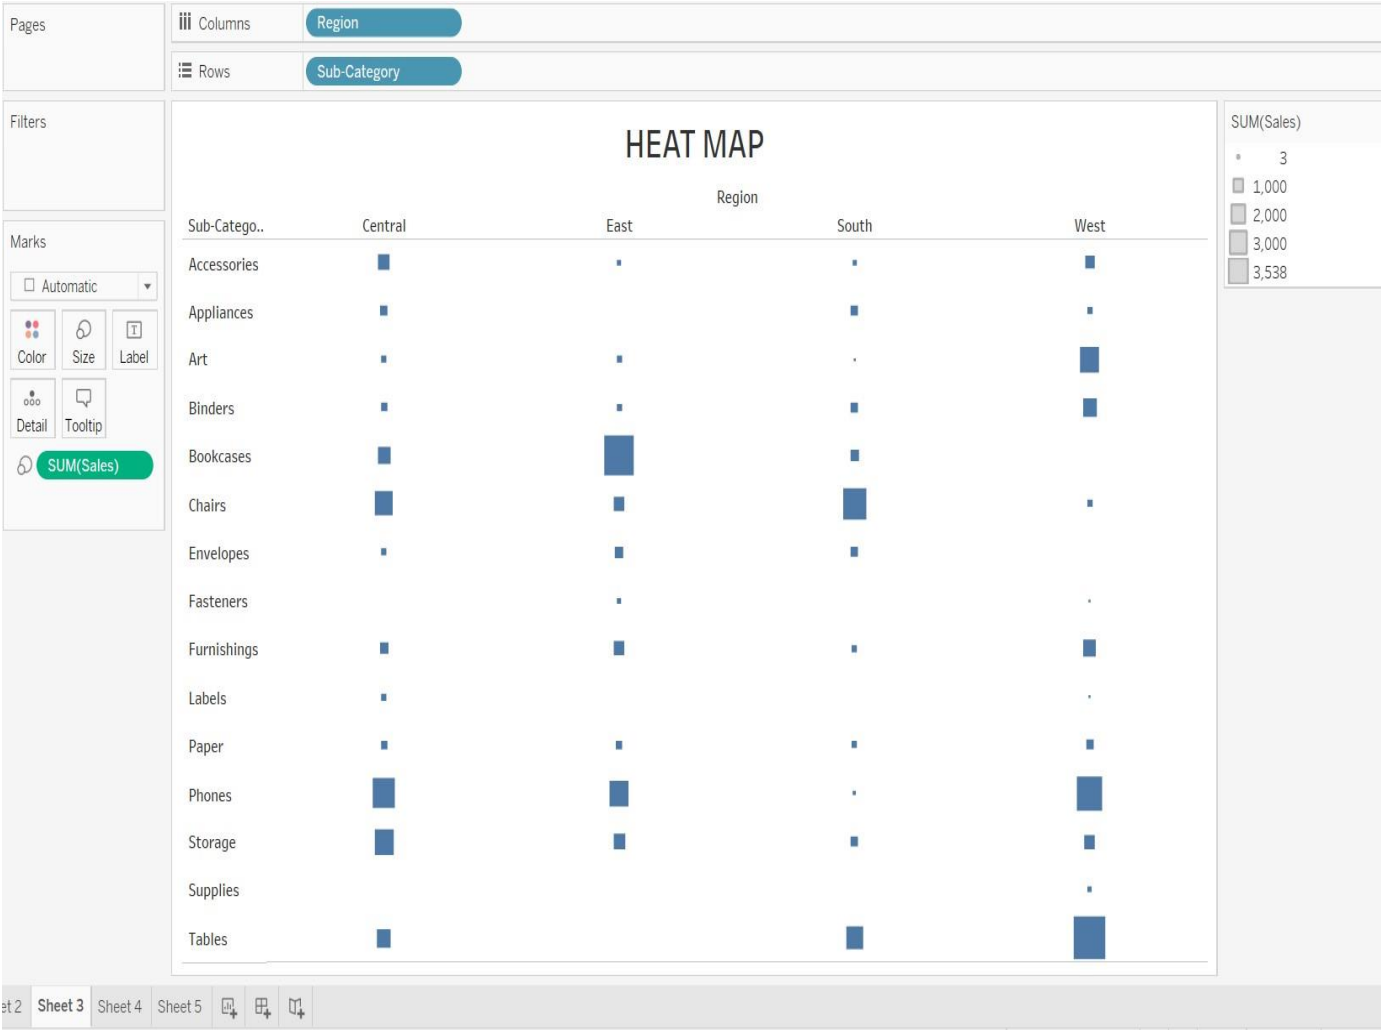 Pages
Columns Region
Rows Sub-Category
Filters
Marks
Automatic
Color Size Label
Detail Tooltip
SUM(Sales)
HEAT MAP
Region
Sub-Catego.. Central East South West
Accessories
Appliances
Art
Binders
Bookcases
Chairs
Envelopes
Fasteners
Furnishings
Labels
Paper
Phones
Storage
Supplies
Tables
SUM(Sales)
3
1,000
2,000
3,000
3,538
et 2 Sheet 3 Sheet 4 Sheet 5